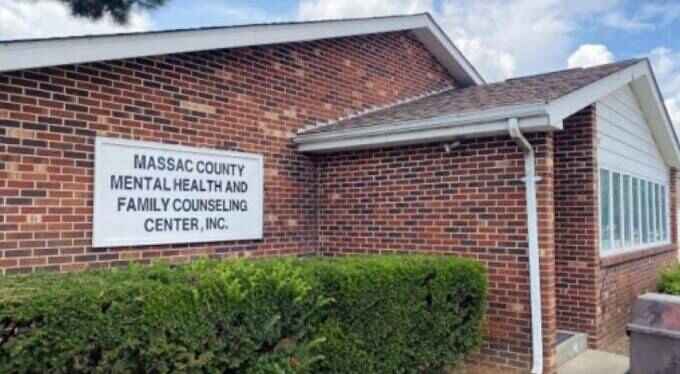 MASSAC COUNTY
MENTAL HEALTH AND
FAMILY COUNSELING
CENTER, INC.